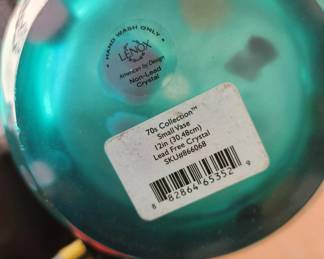 • HAND WASH ONLY •
LENOX
American by Design
Non-Lead
Crystal
70s Collection™
Small Vase
12in (30.48cm)
Lead Free Crystal
SKU#866068
8 82864 65352 9